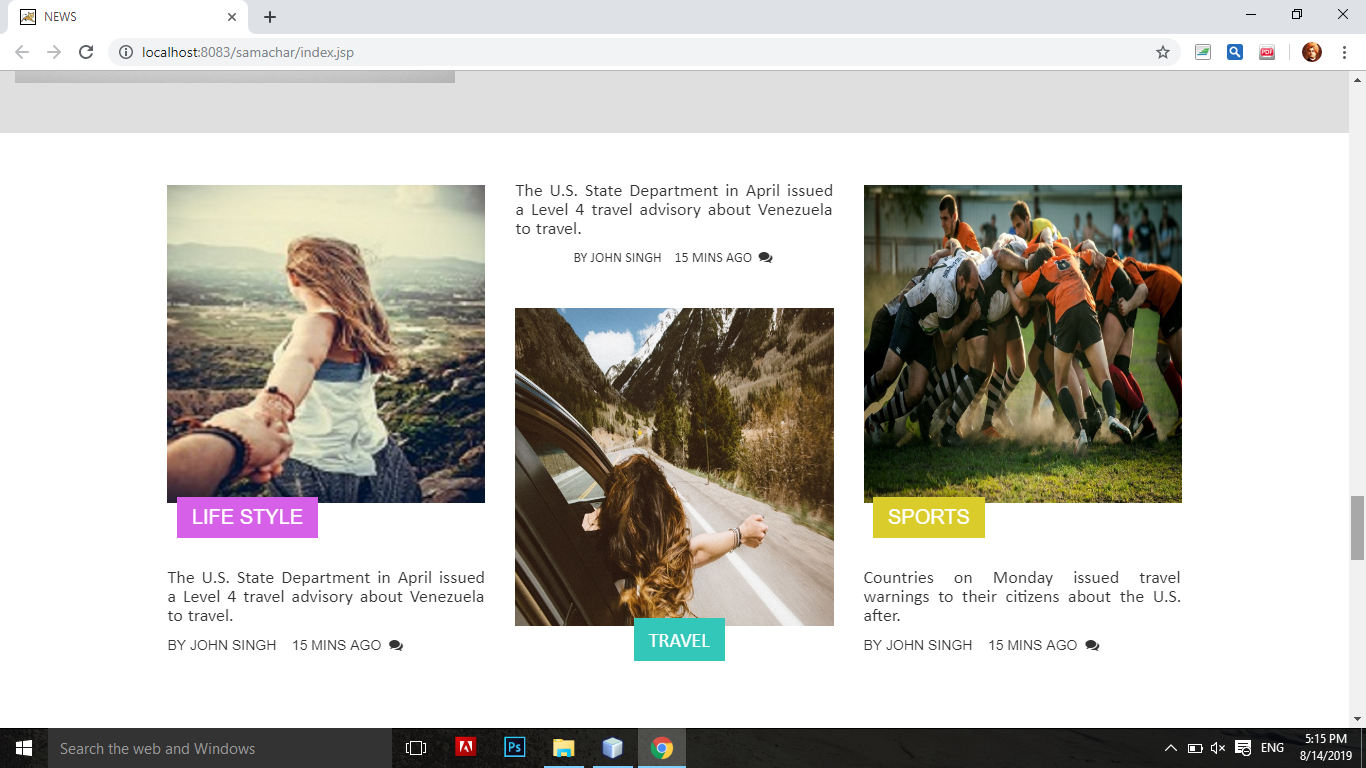 NEWS
localhost:8083/samachar/index.jsp
PDF
LIFE STYLE
The U.S. State Department in April issued
a Level 4 travel advisory about Venezuela
to travel.
BY JOHN SINGH 15 MINS AGO
The U.S. State Department in April issued
a Level 4 travel advisory about Venezuela
to travel.
BY JOHN SINGH 15 MINS AGO
TRAVEL
SPORTS
Countries on Monday issued travel
warnings to their citizens about the U.S.
after.
BY JOHN SINGH 15 MINS AGO
Search the web and Windows
Ps
ENG
5:15 PM
8/14/2019